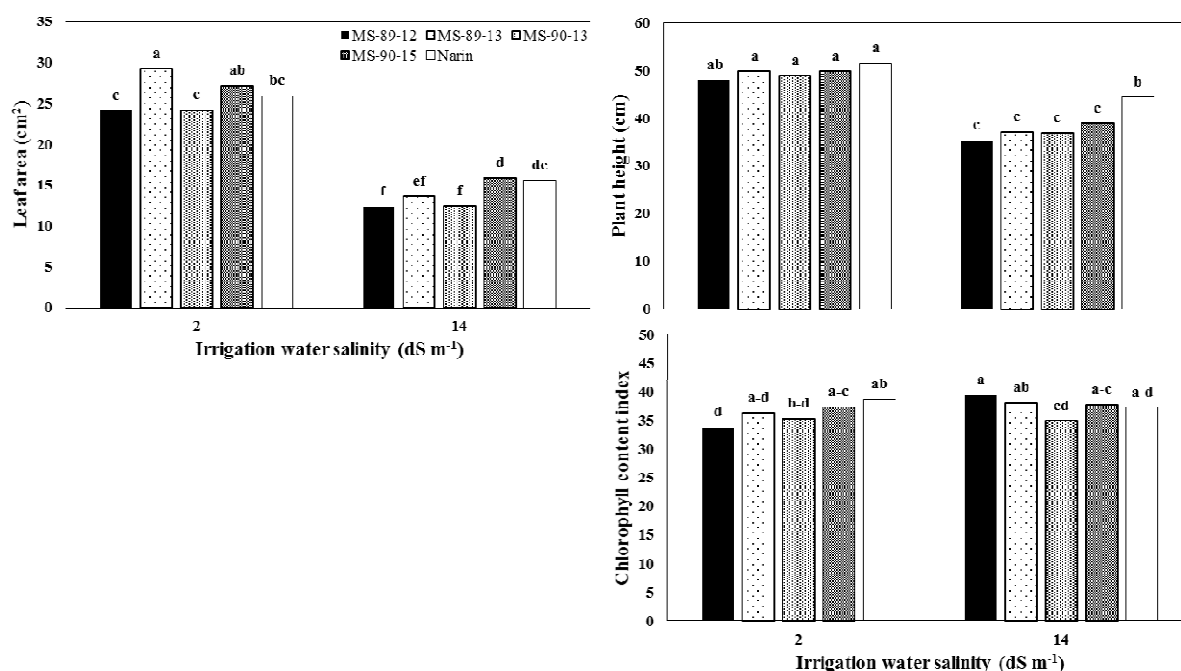 35
30
25
20
15
10
5
0
Leaf area (cm²)
MS-89-12 MS-89-13 MS-90-13
MS-90-15 Narin
c a c ab bc
f ef f d de
2 14
Irrigation water salinity (dS m⁻¹)
60
50
40
30
20
10
0
Plant height (cm)
ab a a a a
c c c c b
50
45
40
35
30
25
20
15
10
5
0
Chlorophyll content index
d a-d b-d a-c ab
a ab cd a-c a d
2 14
Irrigation water salinity (dS m⁻¹)